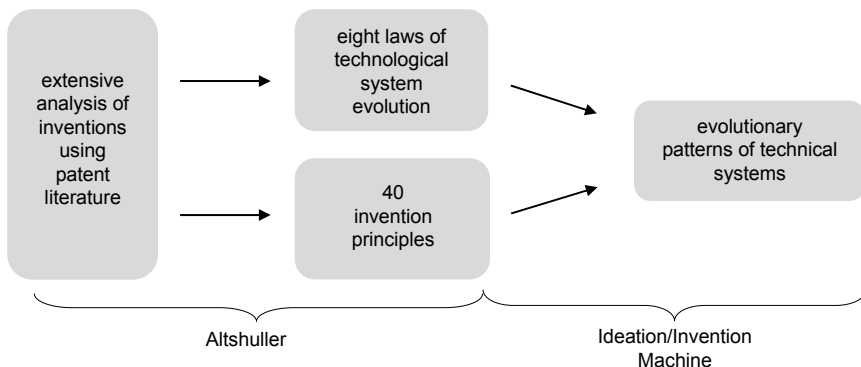 extensive
analysis of
inventions
using
patent
literature
eight laws of
technological
system
evolution
40
invention
principles
evolutionary
patterns of technical
systems
Altshuller
Ideation/Invention
Machine